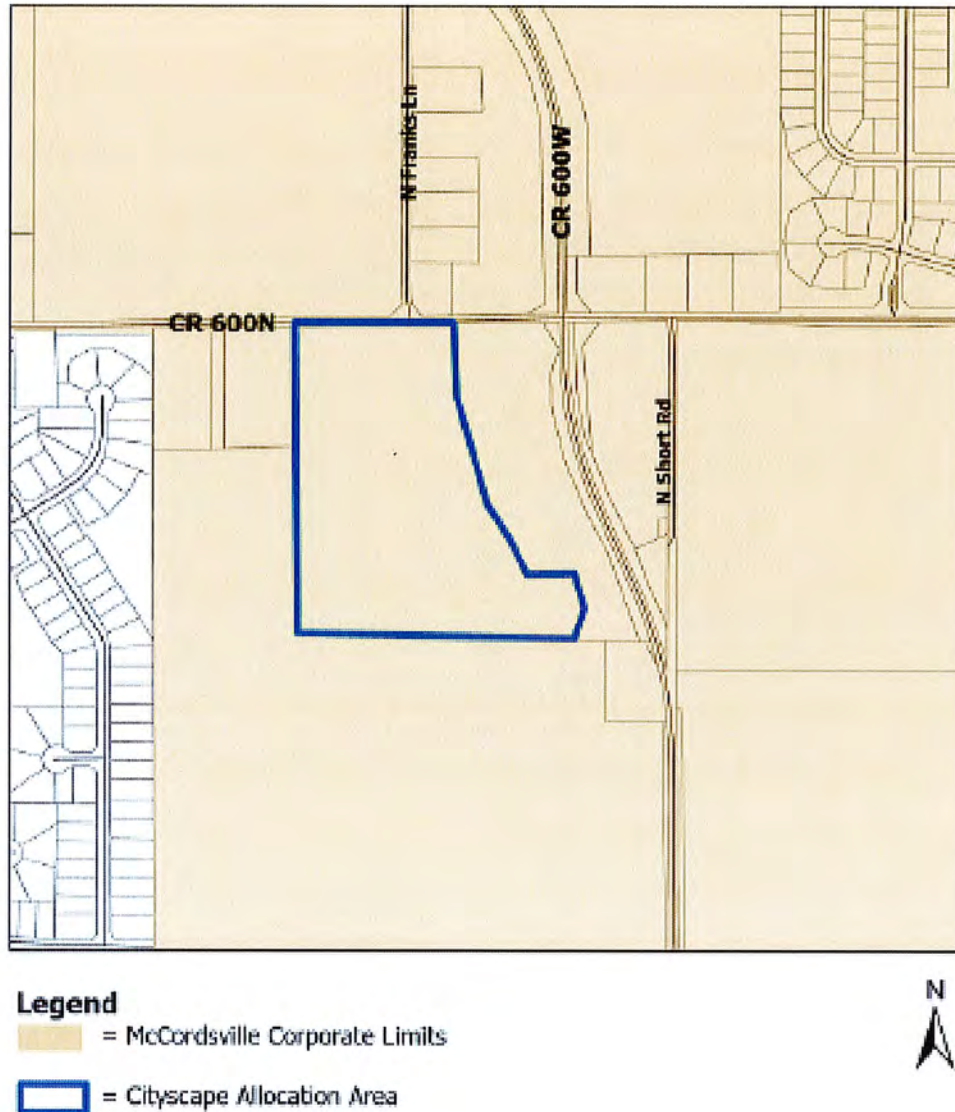 N Franks Ln
CR 600W
CR 600N
N Short Rd
Legend
= McCordsville Corporate Limits
= Cityscape Allocation Area
N